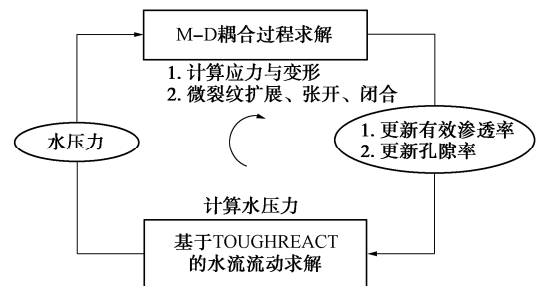 M-D耦合过程求解
1. 计算应力与变形
2. 微裂纹扩展、张开、闭合
水压力
1. 更新有效渗透率
2. 更新孔隙率
计算水压力
基于TOUGHREACT
的水流流动求解